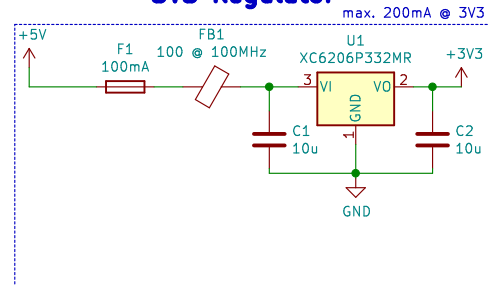 max. 200mA @ 3V3
+5V
F1
100mA
FB1
100 @ 100MHz
U1
XC6206P332MR
+3V3
3
VI
VO
2
GND
1
C1
10u
C2
10u
GND